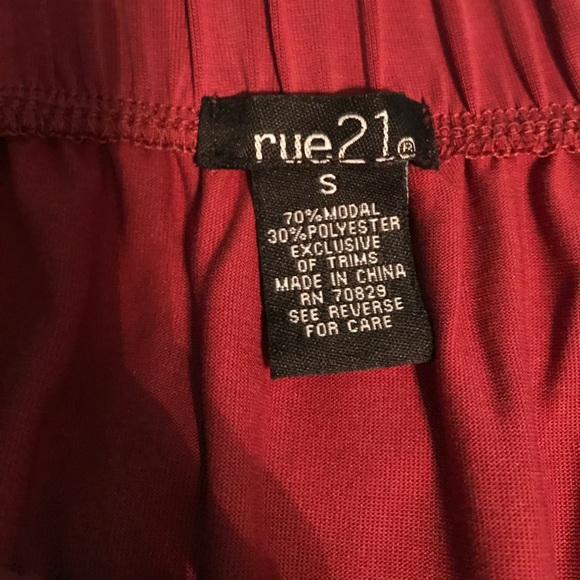 rue21®
S
70%MODAL
30%POLYESTER
EXCLUSIVE
OF TRIMS
MADE IN CHINA
RN 70829
SEE REVERSE
FOR CARE